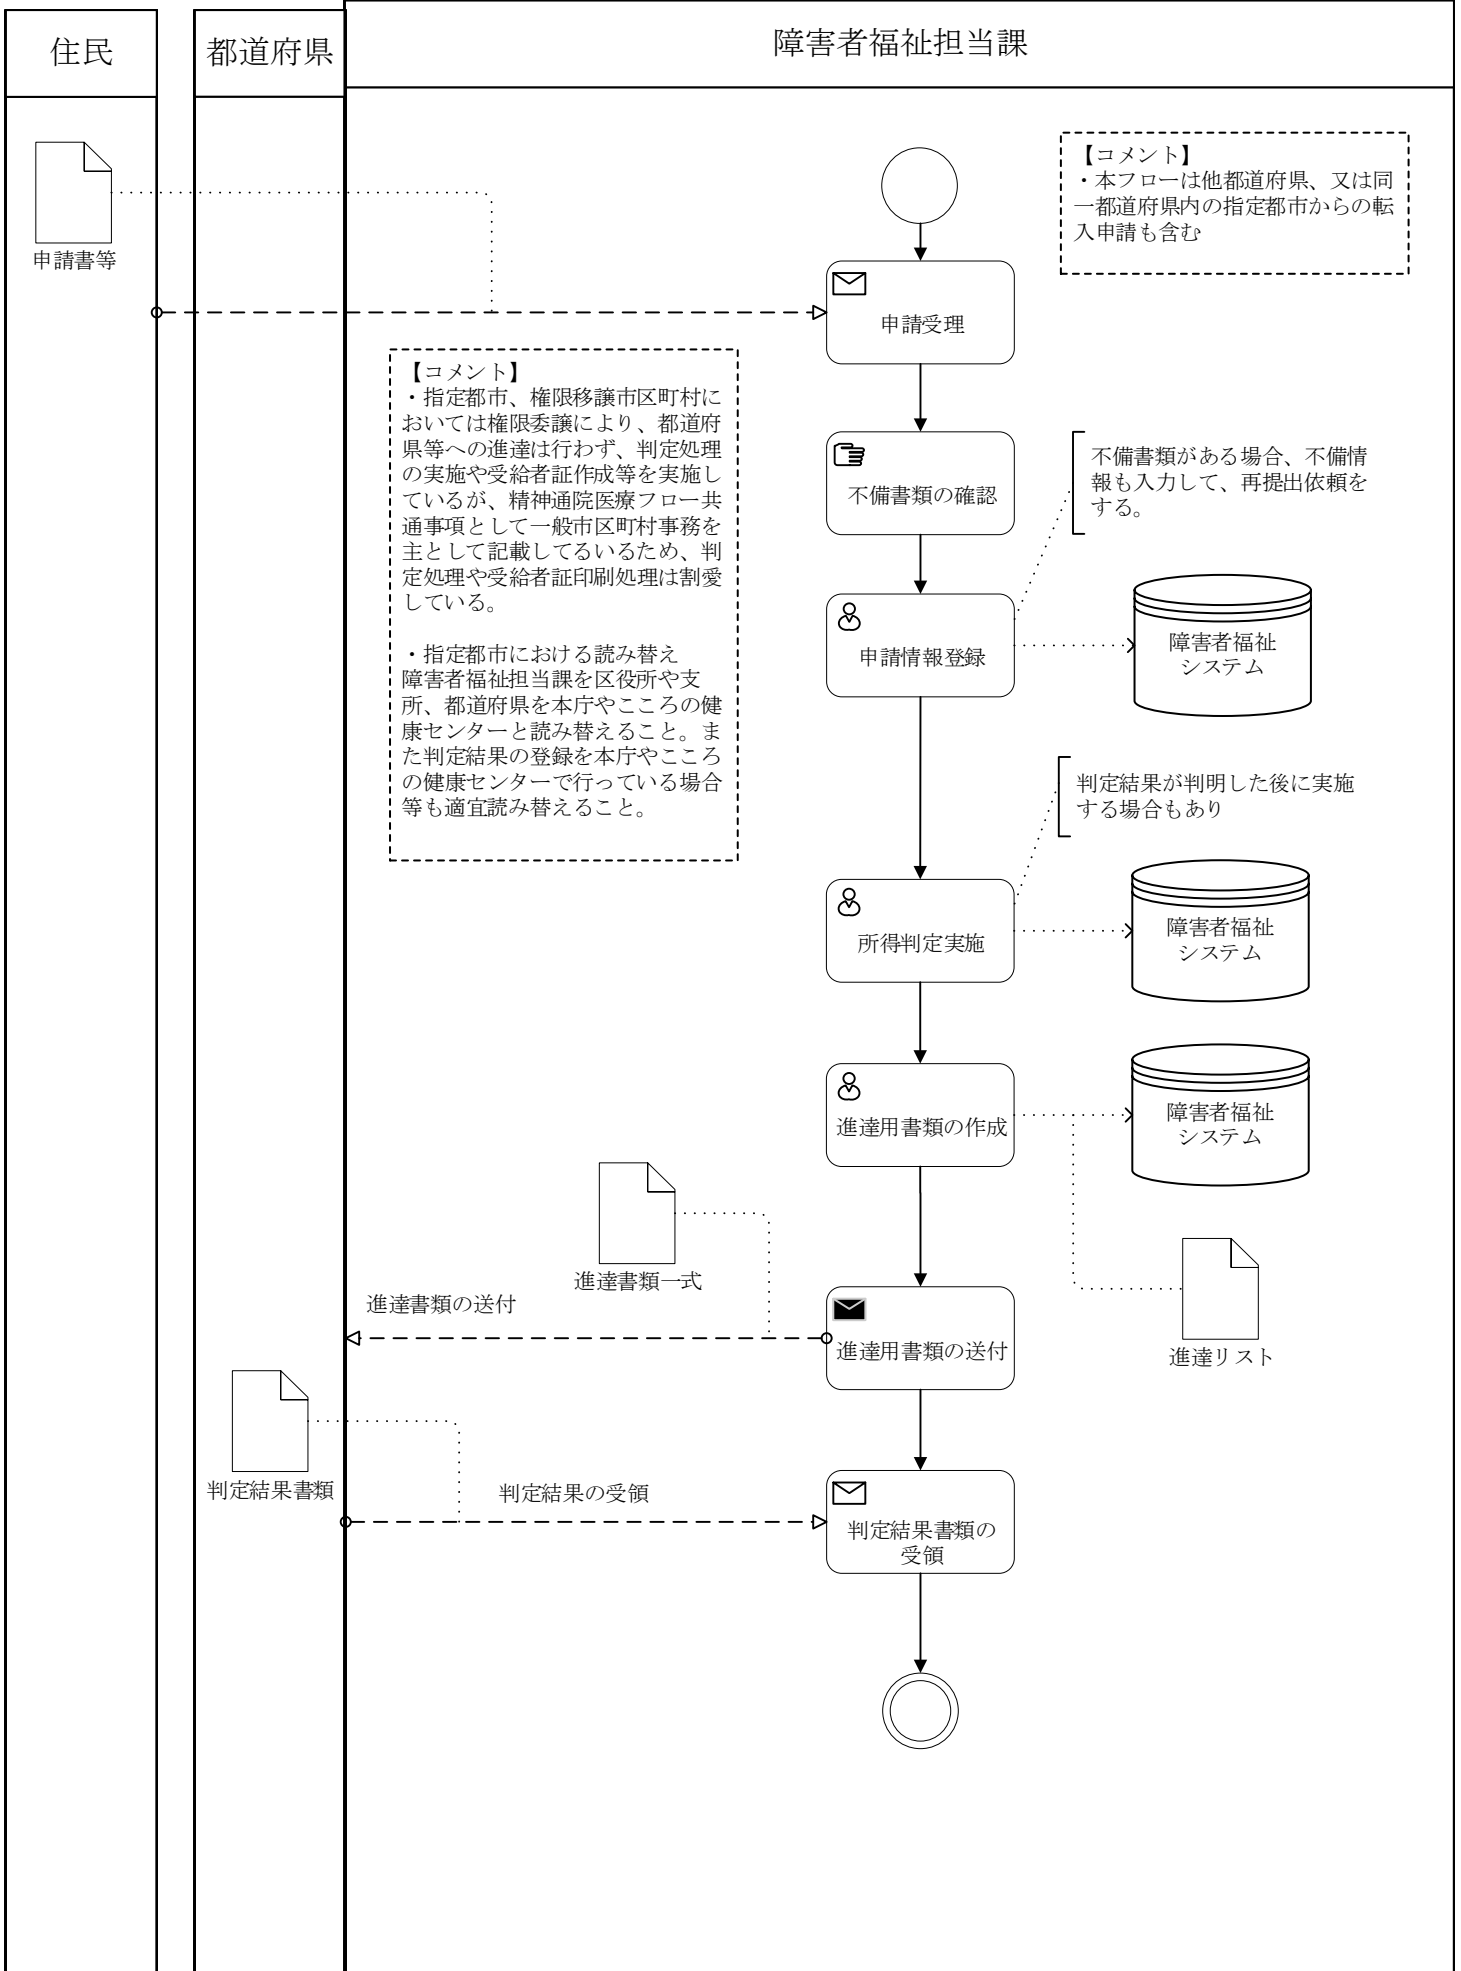 住民
都道府県
障害者福祉担当課
申請書等
【コメント】
・本フローは他都道府県、又は同
一都道府県内の指定都市からの転
入申請も含む
申請受理
【コメント】
・指定都市、権限移譲市区町村に
おいては権限委譲により、都道府
県等への進達は行わず、判定処理
の実施や受給者証作成等を実施し
ているが、精神通院医療フロー共
通事項として一般市区町村事務を
主として記載してるいるため、判
定処理や受給者証印刷処理は割愛
している。
・指定都市における読み替え
障害者福祉担当課を区役所や支
所、都道府県を本庁やこころの健
康センターと読み替えること。ま
た判定結果の登録を本庁やこころ
の健康センターで行っている場合
等も適宜読み替えること。
不備書類の確認
不備書類がある場合、不備情
報も入力して、再提出依頼を
する。
申請情報登録
障害者福祉
システム
判定結果が判明した後に実施
する場合もあり
所得判定実施
障害者福祉
システム
進達用書類の作成
障害者福祉
システム
進達書類一式
進達書類の送付
進達用書類の送付
進達リスト
判定結果書類
判定結果の受領
判定結果書類の
受領